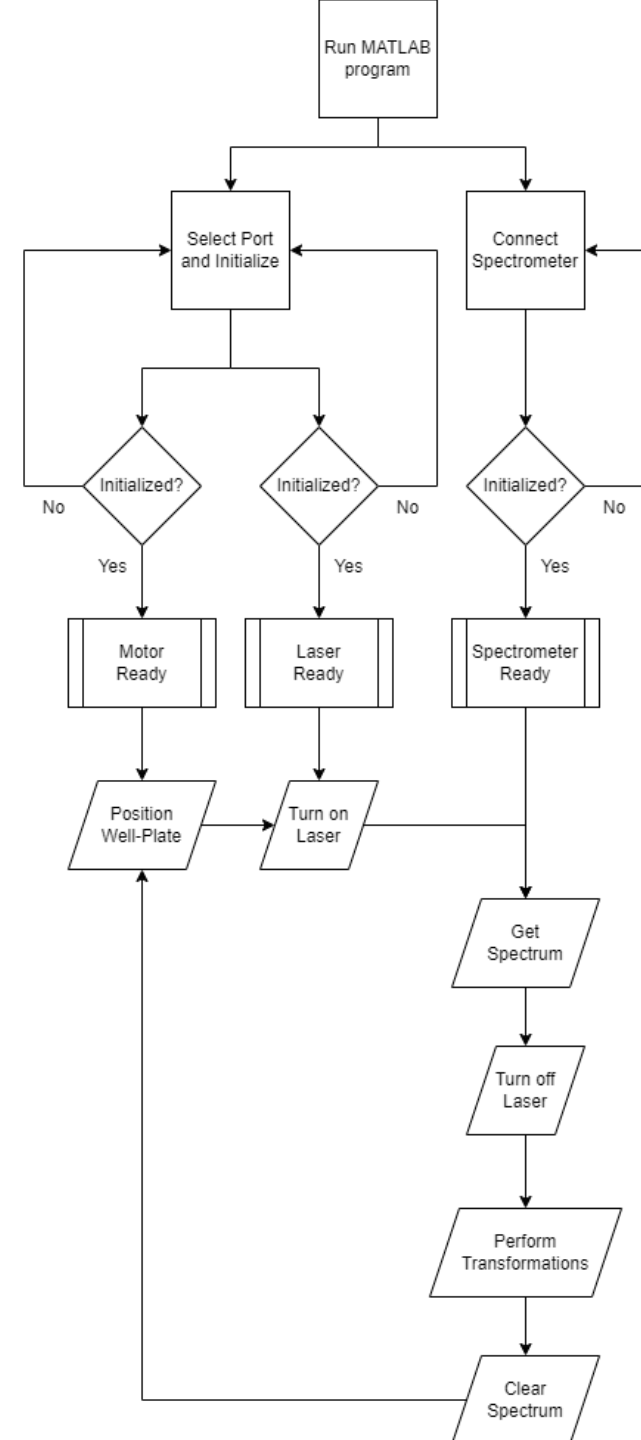 Run MATLAB
program
Select Port
and Initialize
Connect
Spectrometer
Initialized?
Initialized?
Initialized?
No
No
No
Yes
Yes
Yes
Motor
Ready
Laser
Ready
Spectrometer
Ready
Position
Well-Plate
Turn on
Laser
Get
Spectrum
Turn off
Laser
Perform
Transformations
Clear
Spectrum